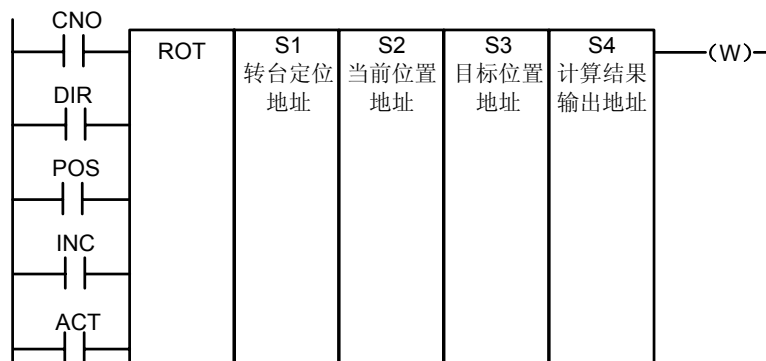 CNO
ROT
S1
转台定位
地址
S2
当前位置
地址
S3
目标位置
地址
S4
计算结果
输出地址
(W)
DIR
POS
INC
ACT